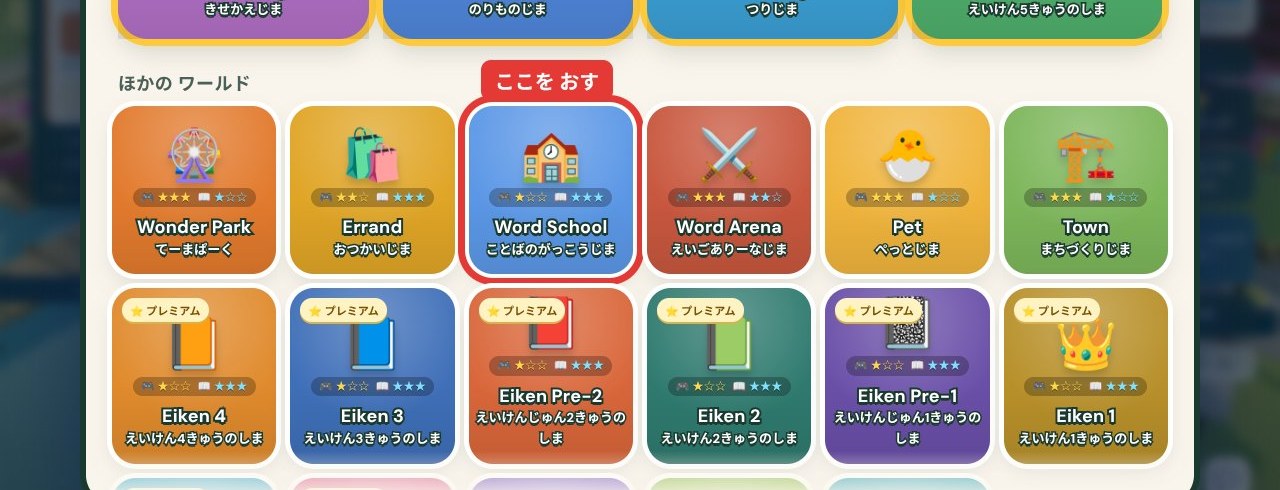 きせかえじま
のりものじま
つりじま
えいけん5きゅうのしま
ほかの ワールド
ここを おす
Wonder Park
てーまぱーく
Errand
おつかいじま
Word School
ことばのがっこうじま
Word Arena
えいごありーなじま
Pet
ぺっとじま
Town
まちづくりじま
プレミアム
Eiken 4
えいけん4きゅうのしま
プレミアム
Eiken 3
えいけん3きゅうのしま
プレミアム
Eiken Pre-2
えいけんじゅん2きゅうの
しま
プレミアム
Eiken 2
えいけん2きゅうのしま
プレミアム
Eiken Pre-1
えいけんじゅん1きゅうの
しま
プレミアム
Eiken 1
えいけん1きゅうのしま